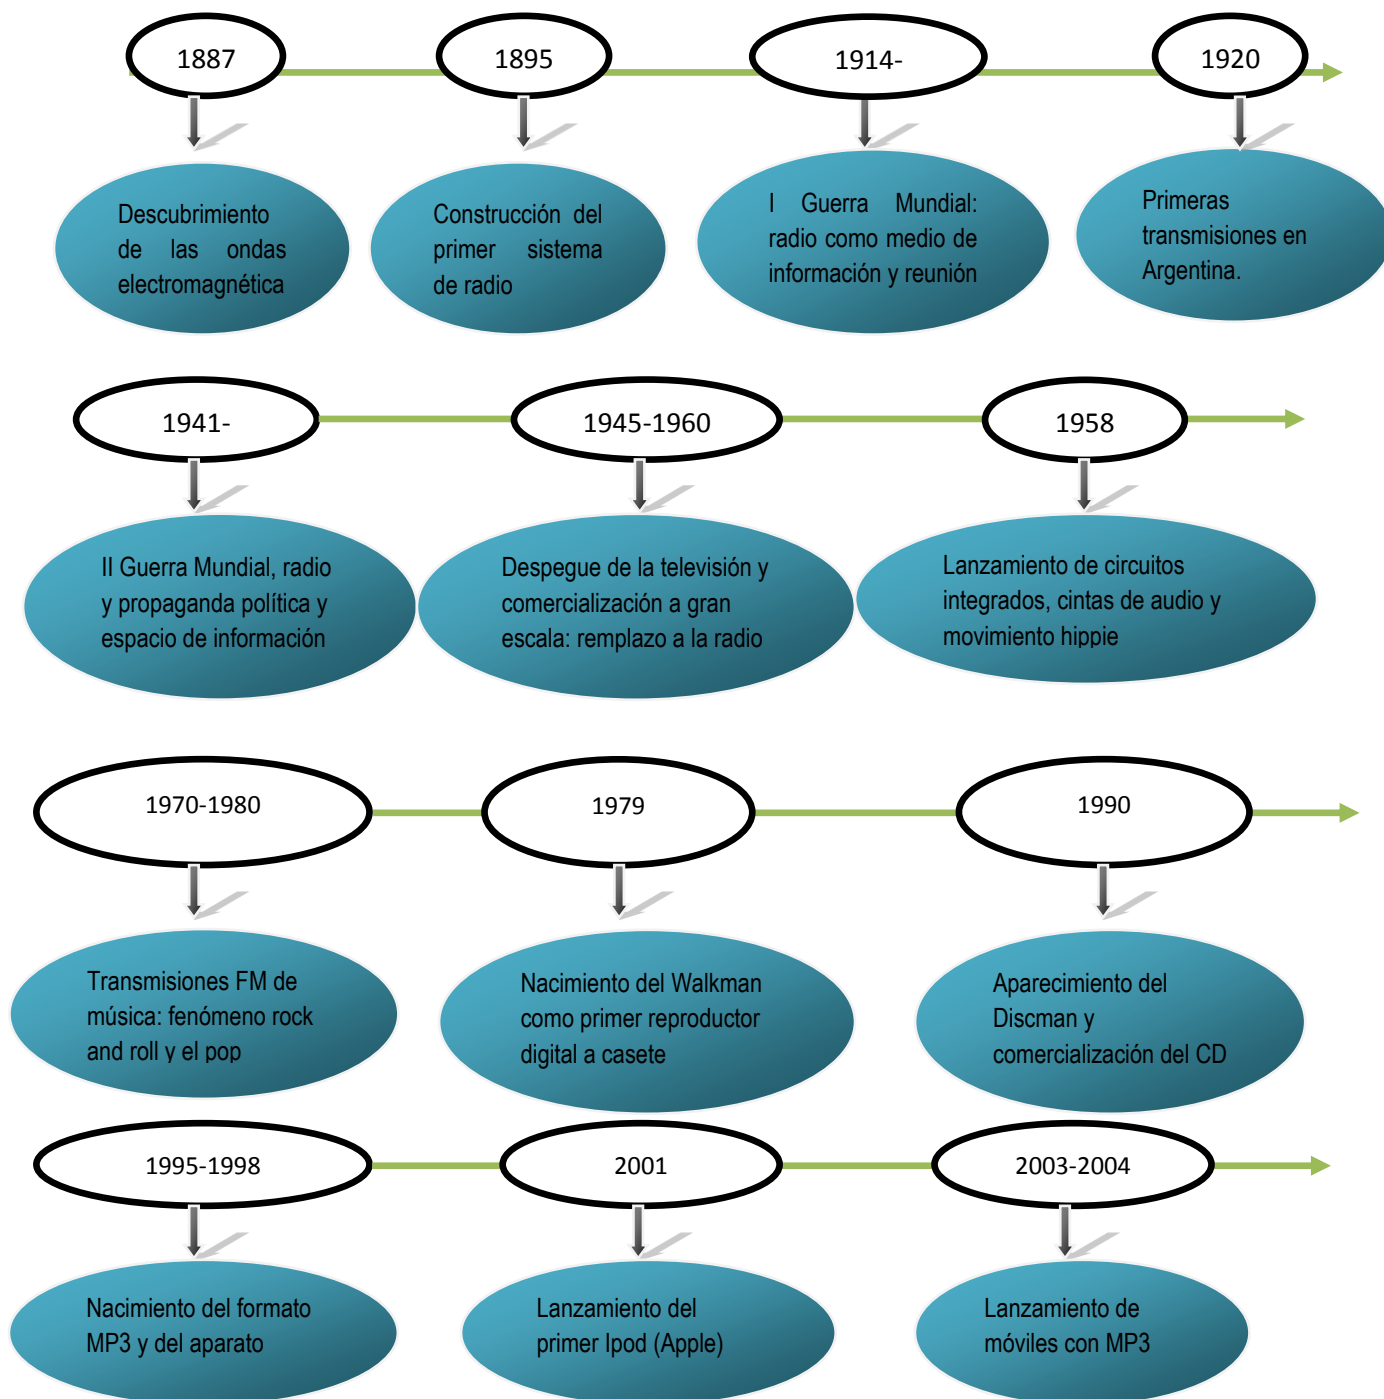 1887
1895
1914-
1920
Descubrimiento
de las ondas
electromagnética
Construcción del
primer sistema
de radio
I Guerra Mundial:
radio como medio de
información y reunión
Primeras
transmisiones en
Argentina.
1941-
1945-1960
1958
II Guerra Mundial, radio
y propaganda política y
espacio de información
Despegue de la televisión y
comercialización a gran
escala: remplazo a la radio
Lanzamiento de circuitos
integrados, cintas de audio y
movimiento hippie
1970-1980
1979
1990
Transmisiones FM de
música: fenómeno rock
and roll y el pop
Nacimiento del Walkman
como primer reproductor
digital a casete
Aparecimiento del
Discman y
comercialización del CD
1995-1998
2001
2003-2004
Nacimiento del formato
MP3 y del aparato
Lanzamiento del
primer Ipod (Apple)
Lanzamiento de
móviles con MP3